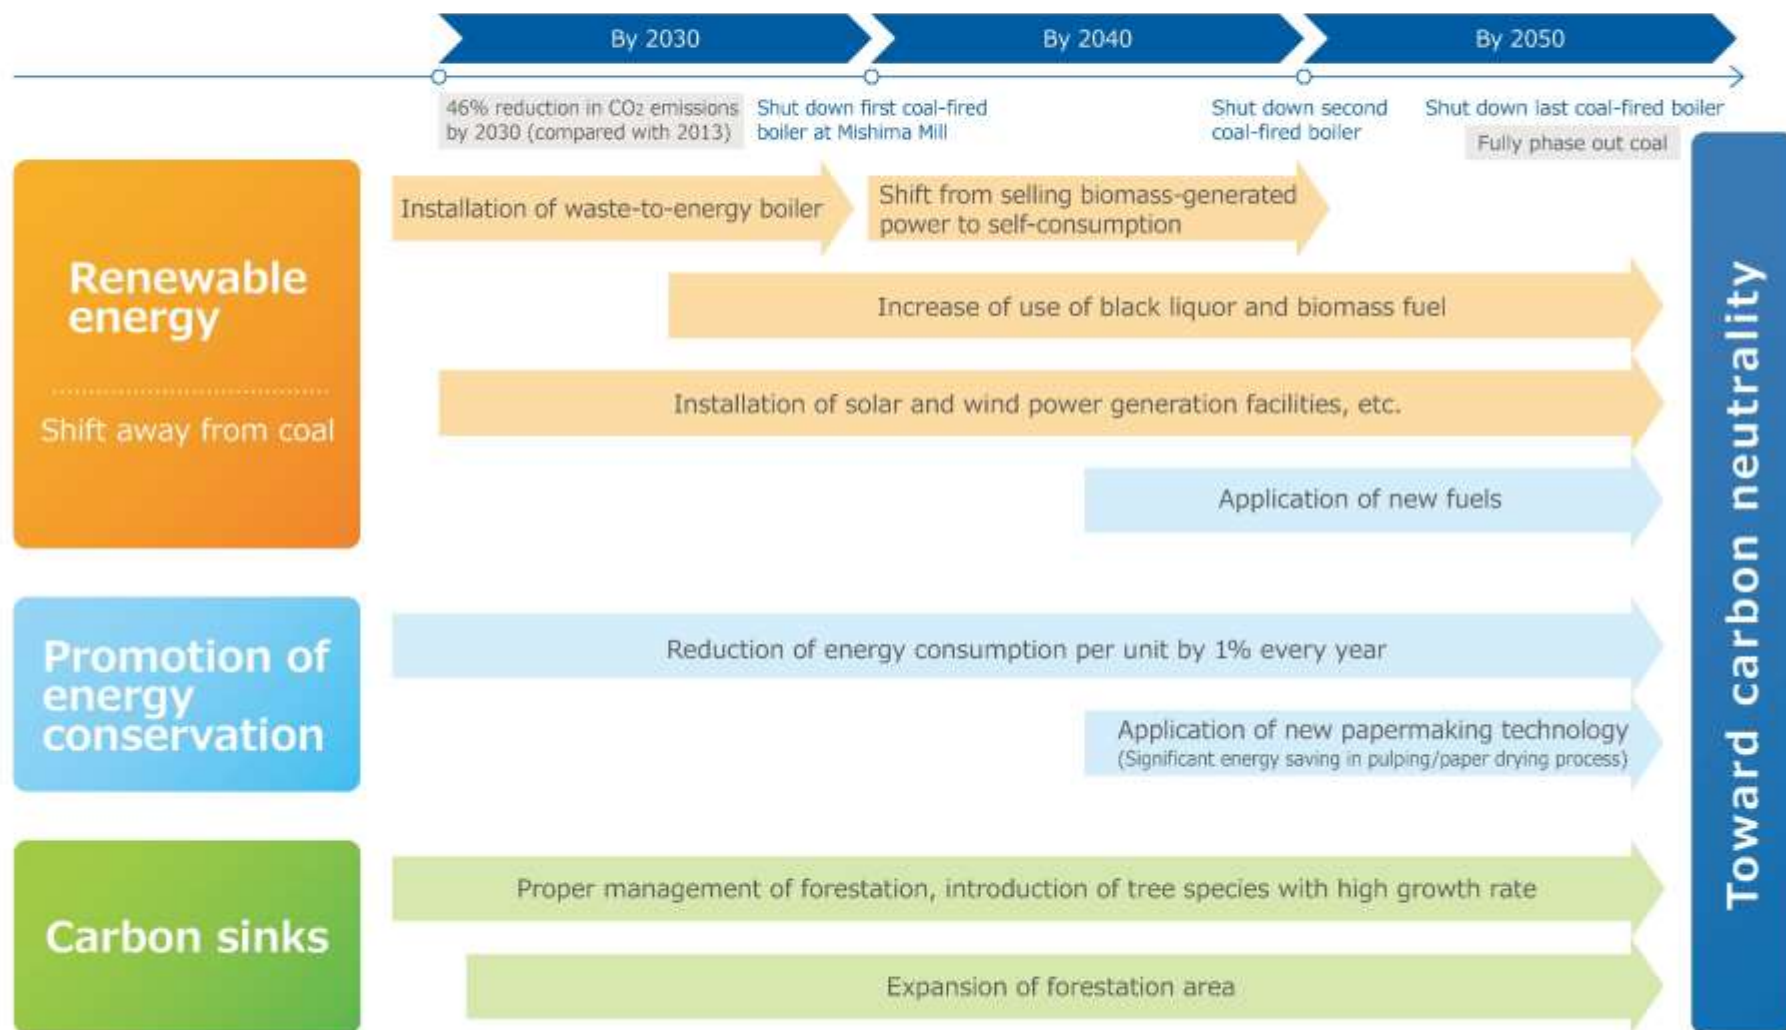 By 2030
By 2040
By 2050
46% reduction in CO2 emissions
by 2030 (compared with 2013)
Shut down first coal-fired
boiler at Mishima Mill
Shut down second
coal-fired boiler
Shut down last coal-fired boiler
Fully phase out coal
Renewable
energy
Shift away from coal
Installation of waste-to-energy boiler
Shift from selling biomass-generated
power to self-consumption
Increase of use of black liquor and biomass fuel
Installation of solar and wind power generation facilities, etc.
Application of new fuels
Promotion of
energy
conservation
Reduction of energy consumption per unit by 1% every year
Application of new papermaking technology
(Significant energy saving in pulping/paper drying process)
Carbon sinks
Proper management of forestation, introduction of tree species with high growth rate
Expansion of forestation area
Toward carbon neutrality